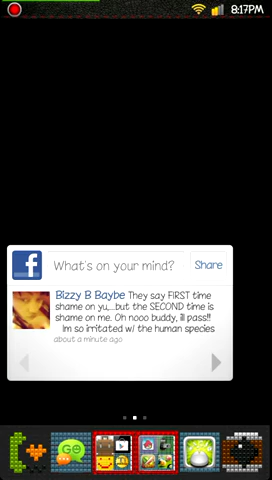 8:17PM
f
What's on your mind?
Share
Bizzy B Baybe They say FIRST time
shame on yu,...but the SECOND time is
shame on me. Oh nooo buddy, ill pass!!
Im so irritated w/ the human species
about a minute ago
GO